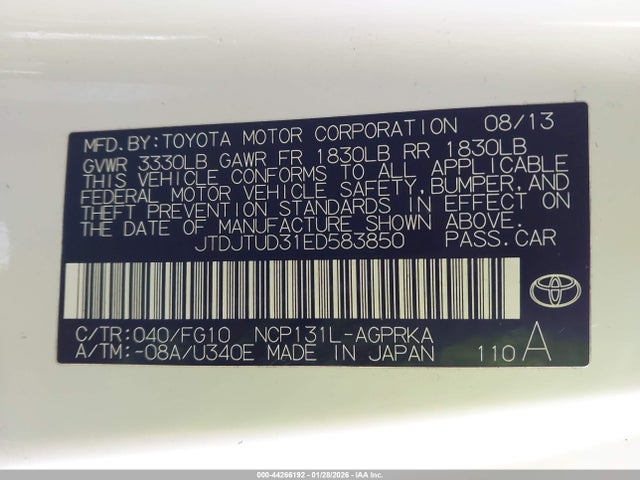 MFD.BY:TOYOTA MOTOR CORPORATION 08/13
GVWR 3330LB GAWR FR 1830LB RR 1830LB
THIS VEHICLE CONFORMS TO ALL APPLICABLE
FEDERAL MOTOR VEHICLE SAFETY,BUMPER,AND
THEFT PREVENTION STANDARDS IN EFFECT ON
THE DATE OF MANUFACTURE SHOWN ABOVE.
JTDJTUD31ED583850 PASS.CAR
C/TR:040/FG10 NCP131L-AGPRKA
A/TM:-08A/U340E MADE IN JAPAN 110 A
000-44266192 - 01/28/2026 - IAAI.CA